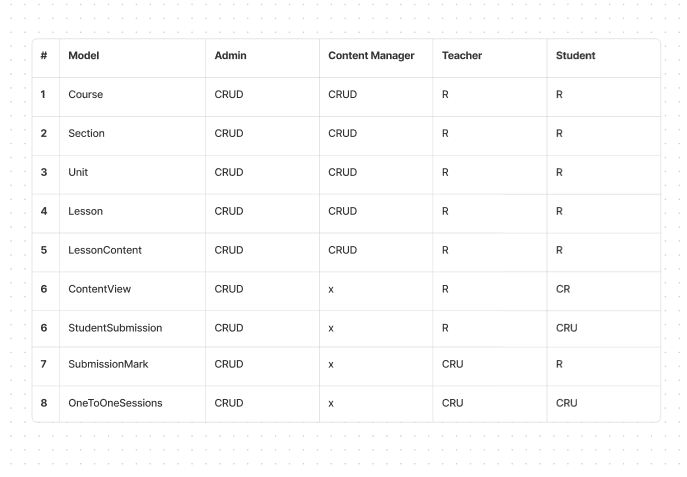 # Model Admin Content Manager Teacher Student
1 Course CRUD CRUD R R
2 Section CRUD CRUD R R
3 Unit CRUD CRUD R R
4 Lesson CRUD CRUD R R
5 LessonContent CRUD CRUD R R
6 ContentView CRUD x R CR
6 StudentSubmission CRUD x R CRU
7 SubmissionMark CRUD x CRU R
8 OneToOneSessions CRUD x CRU CRU